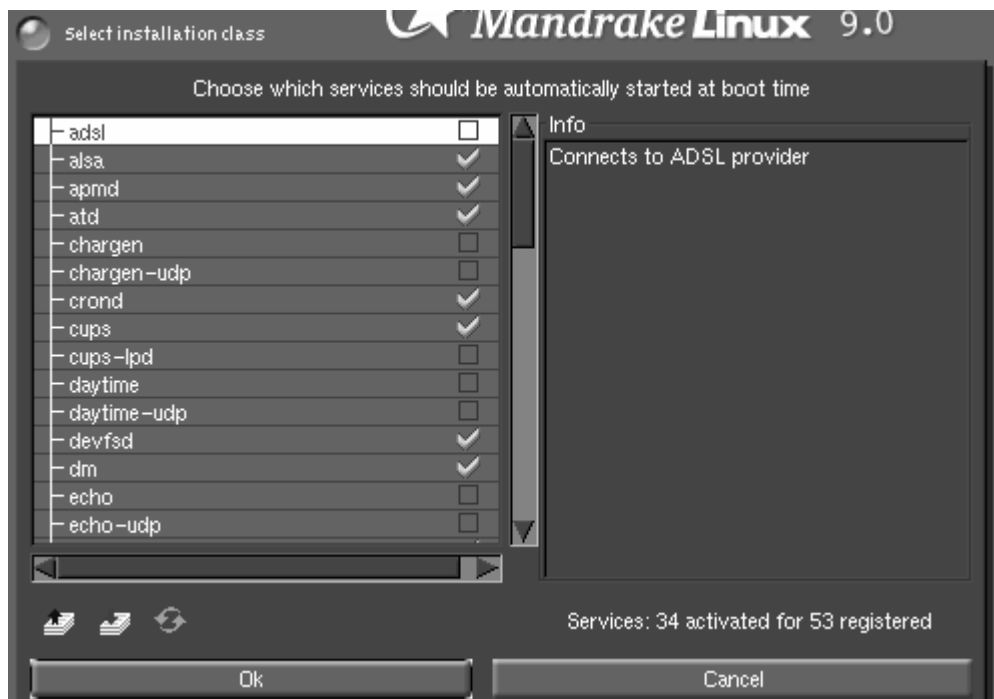 Select installation class
Mandrake Linux 9.0
Choose which services should be automatically started at boot time
adsl
alsa
apmd
atd
chargen
chargen-udp
crond
cups
cups-lpd
daytime
daytime-udp
devfsd
dm
echo
echo-udp
Info
Connects to ADSL provider
Services: 34 activated for 53 registered
Ok
Cancel